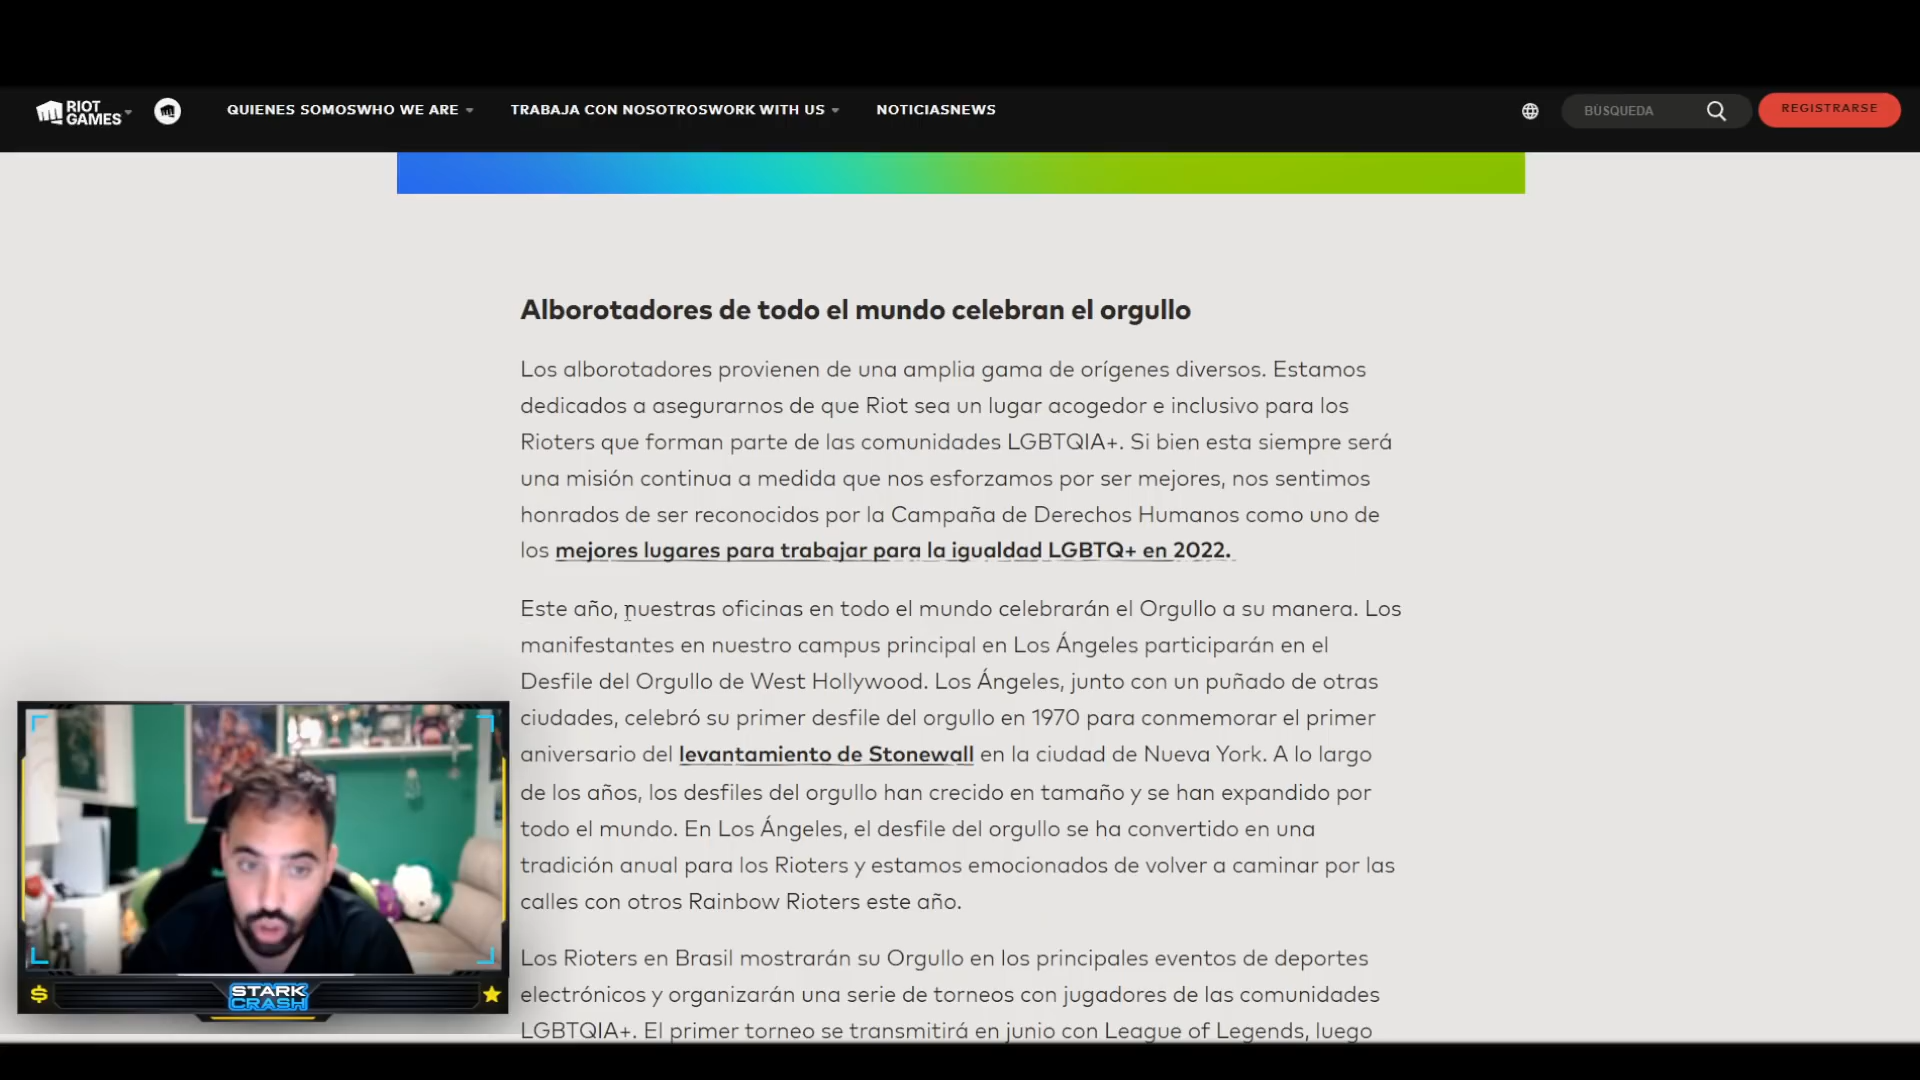 RIOT
GAMES
QUIENES SOMOSWHO WE ARE
TRABAJA CON NOSOTROSWORK WITH US
NOTICIASNEWS
BÚSQUEDA
REGISTRARSE
Alborotadores de todo el mundo celebran el orgullo
Los alborotadores provienen de una amplia gama de orígenes diversos. Estamos
dedicados a asegurarnos de que Riot sea un lugar acogedor e inclusivo para los
Rioters que forman parte de las comunidades LGBTQIA+. Si bien esta siempre será
una misión continua a medida que nos esforzamos por ser mejores, nos sentimos
honrados de ser reconocidos por la Campaña de Derechos Humanos como uno de
los mejores lugares para trabajar para la igualdad LGBTQ+ en 2022.
Este año, nuestras oficinas en todo el mundo celebrarán el Orgullo a su manera. Los
manifestantes en nuestro campus principal en Los Ángeles participarán en el
Desfile del Orgullo de West Hollywood. Los Ángeles, junto con un puñado de otras
ciudades, celebró su primer desfile del orgullo en 1970 para conmemorar el primer
aniversario del levantamiento de Stonewall en la ciudad de Nueva York. A lo largo
de los años, los desfiles del orgullo han crecido en tamaño y se han expandido por
todo el mundo. En Los Ángeles, el desfile del orgullo se ha convertido en una
tradición anual para los Rioters y estamos emocionados de volver a caminar por las
calles con otros Rainbow Rioters este año.
Los Rioters en Brasil mostrarán su Orgullo en los principales eventos de deportes
electrónicos y organizarán una serie de torneos con jugadores de las comunidades
LGBTQIA+. El primer torneo se transmitirá en junio con League of Legends, luego
$
STARK
CRASH